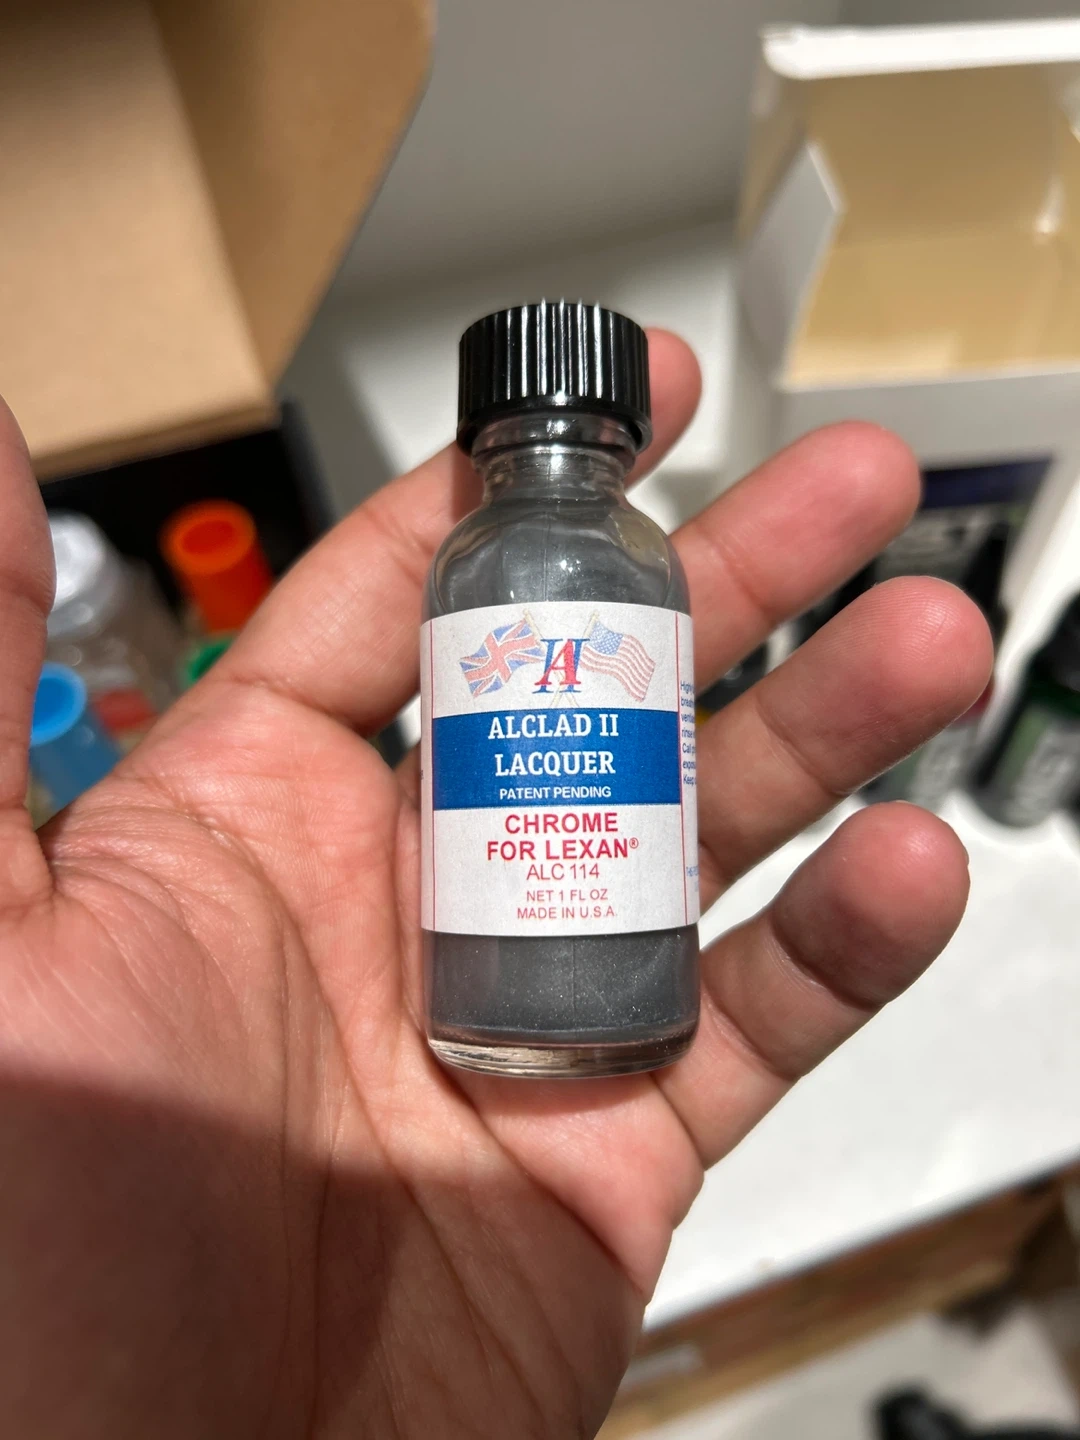 ALCLAD II
LACQUER
PATENT PENDING
CHROME
FOR LEXAN®
ALC 114
NET 1 FL OZ
MADE IN U.S.A.